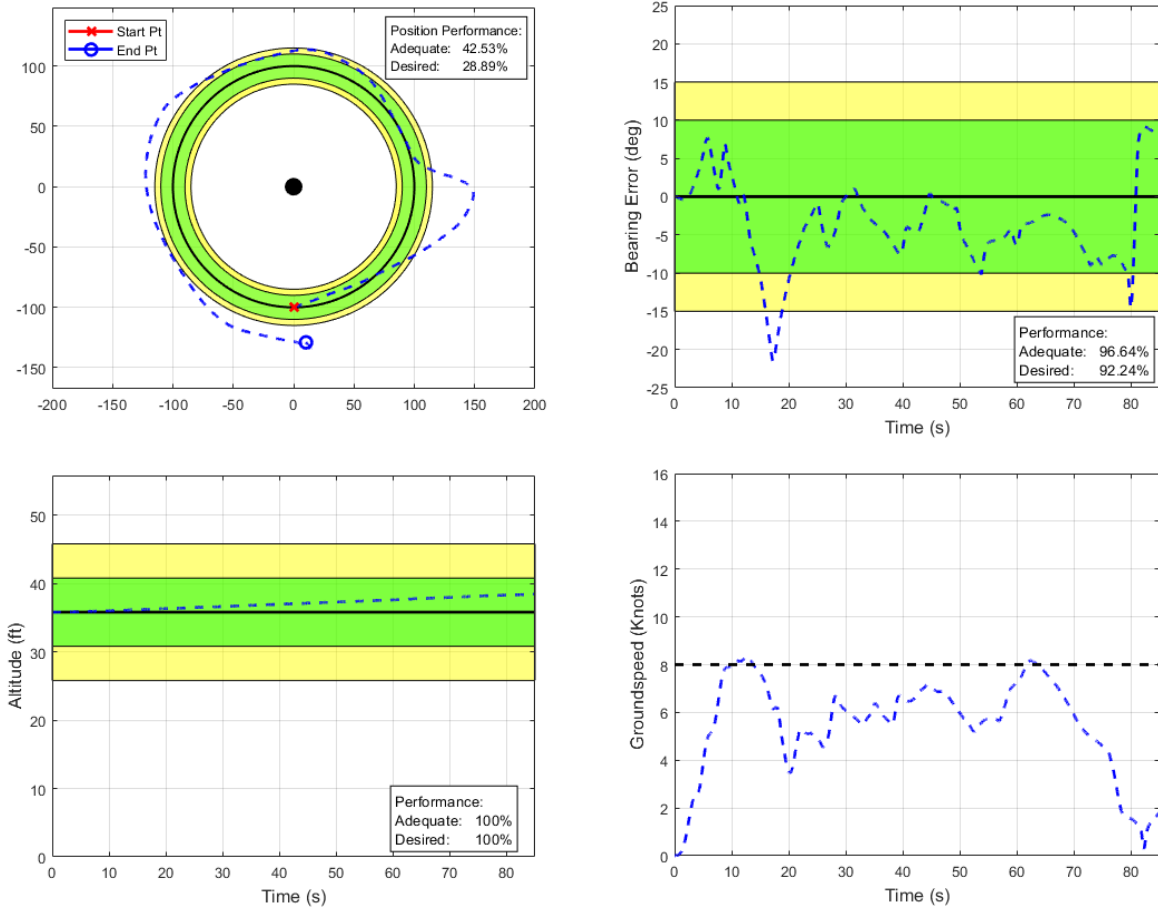 Start Pt
End Pt
Position Performance:
Adequate: 42.53%
Desired: 28.89%
100
50
0
-50
-100
-150
-200 -150 -100 -50 0 50 100 150 200
25
20
15
10
5
0
-5
-10
-15
-20
-25
Bearing Error (deg)
Performance:
Adequate: 96.64%
Desired: 92.24%
0 10 20 30 40 50 60 70 80
Time (s)
50
40
30
20
10
0
Altitude (ft)
Performance:
Adequate: 100%
Desired: 100%
0 10 20 30 40 50 60 70 80
Time (s)
16
14
12
10
8
6
4
2
0
Groundspeed (Knots)
0 10 20 30 40 50 60 70 80
Time (s)